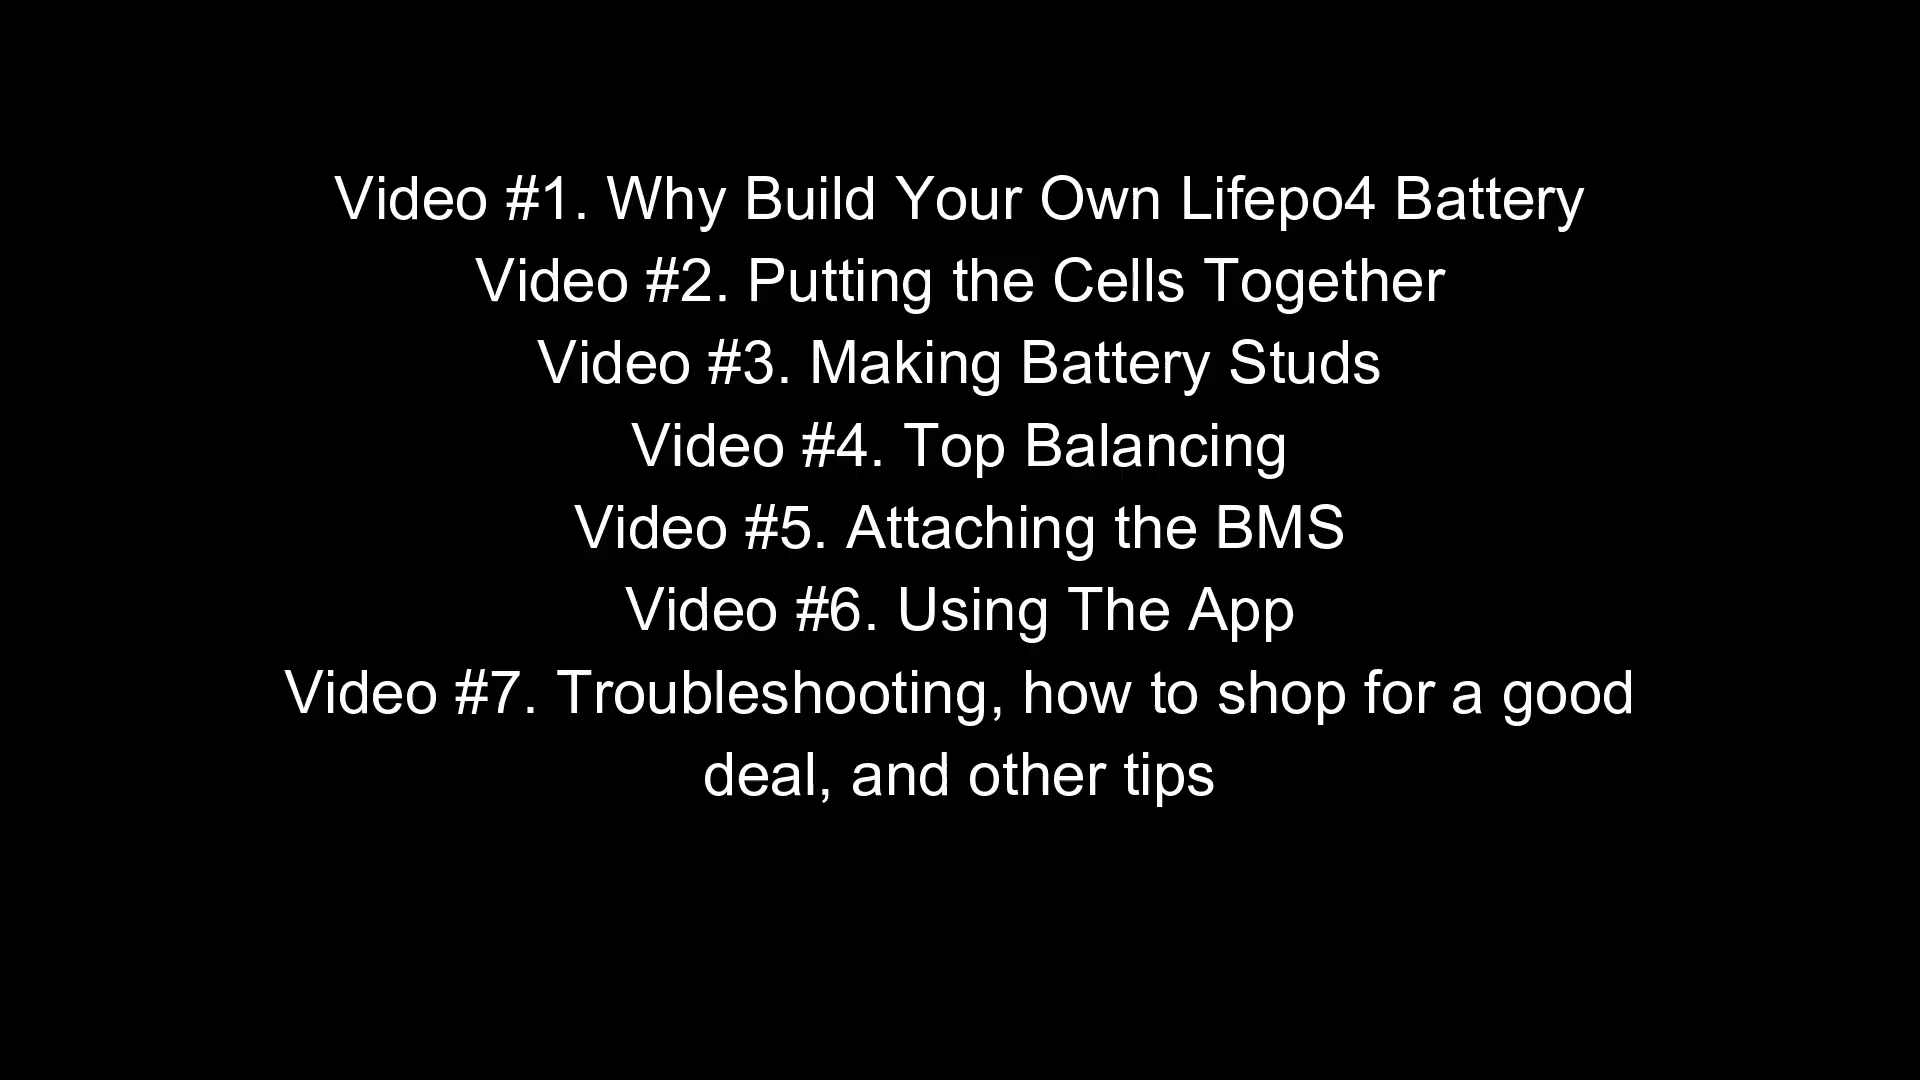 Video #1. Why Build Your Own Lifepo4 Battery
Video #2. Putting the Cells Together
Video #3. Making Battery Studs
Video #4. Top Balancing
Video #5. Attaching the BMS
Video #6. Using The App
Video #7. Troubleshooting, how to shop for a good
deal, and other tips